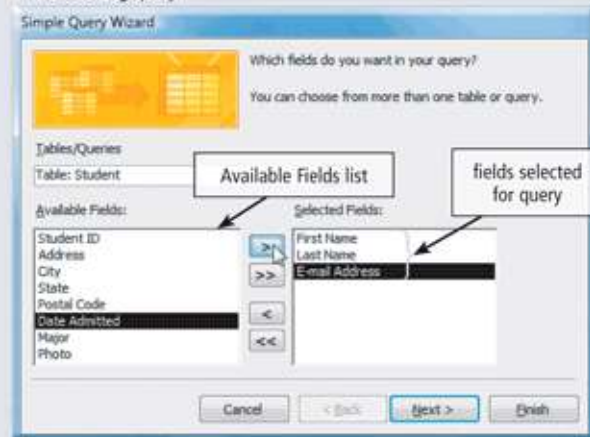 Simple Query Wizard
Which fields do you want in your query?
You can choose from more than one table or query.
Tables/Queries
Table: Student
Available Fields list
fields selected
for query
Available Fields:
Selected Fields:
Student ID
Address
City
State
Postal Code
Date Admitted
Major
Photo
>
>>
<
<<
First Name
Last Name
E-mail Address
Cancel
< Back
Next >
Finish